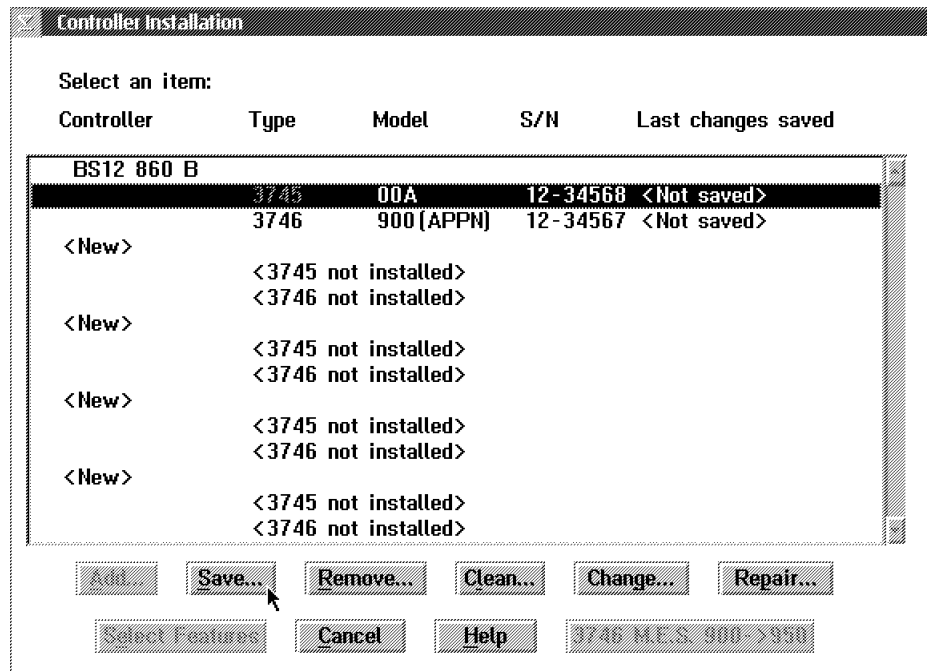 Controller Installation
Select an item:
Controller Type Model S/N Last changes saved
BS12 860 B
3745 00A 12-34568 <Not saved>
3746 900(APPN) 12-34567 <Not saved>
<New>
<3745 not installed>
<3746 not installed>
<New>
<3745 not installed>
<3746 not installed>
<New>
<3745 not installed>
<3746 not installed>
<New>
<3745 not installed>
<3746 not installed>
Add... Save... Remove... Clean... Change... Repair...
Select Features Cancel Help 3746 M.E.S. 900->950